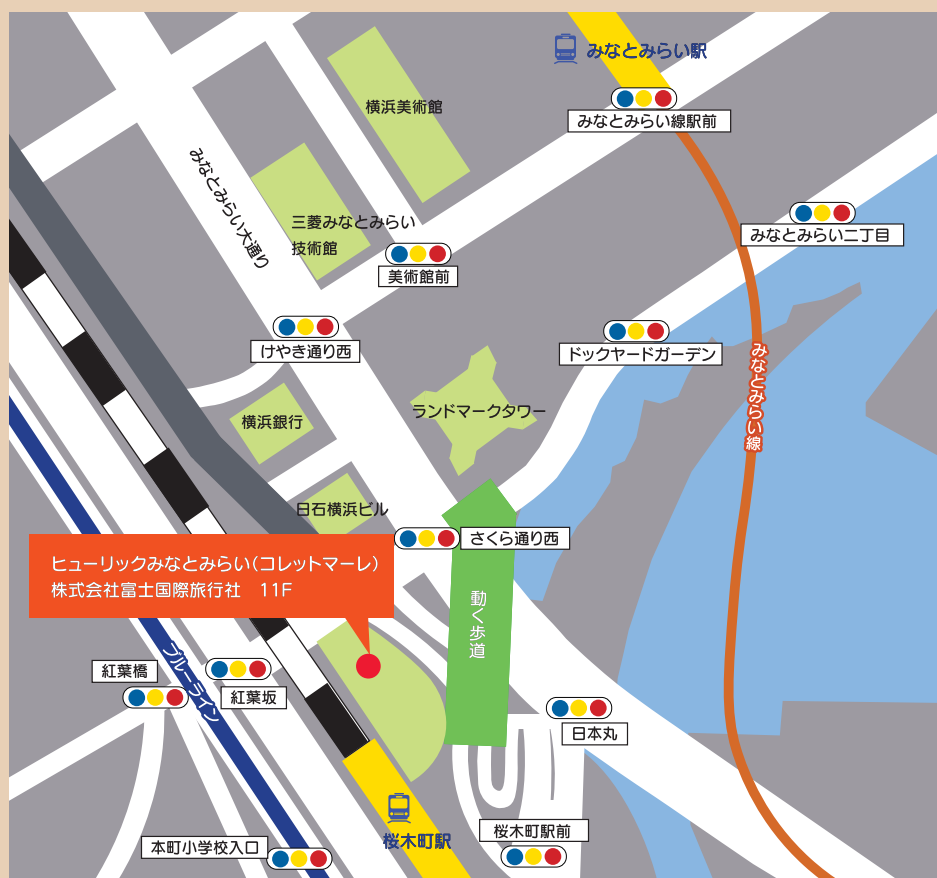 みなとみらい駅
横浜美術館
みなとみらい線駅前
みなとみらい大通り
三菱みなとみらい
技術館
みなとみらい二丁目
美術館前
けやき通り西
ドックヤードガーデン
みなとみらい線
ランドマークタワー
横浜銀行
日石横浜ビル
さくら通り西
ヒューリックみなとみらい(コレットマーレ)
株式会社富士国際旅行社　11F
動く歩道
紅葉橋
ブルーライン
紅葉坂
日本丸
桜木町駅
桜木町駅前
本町小学校入口